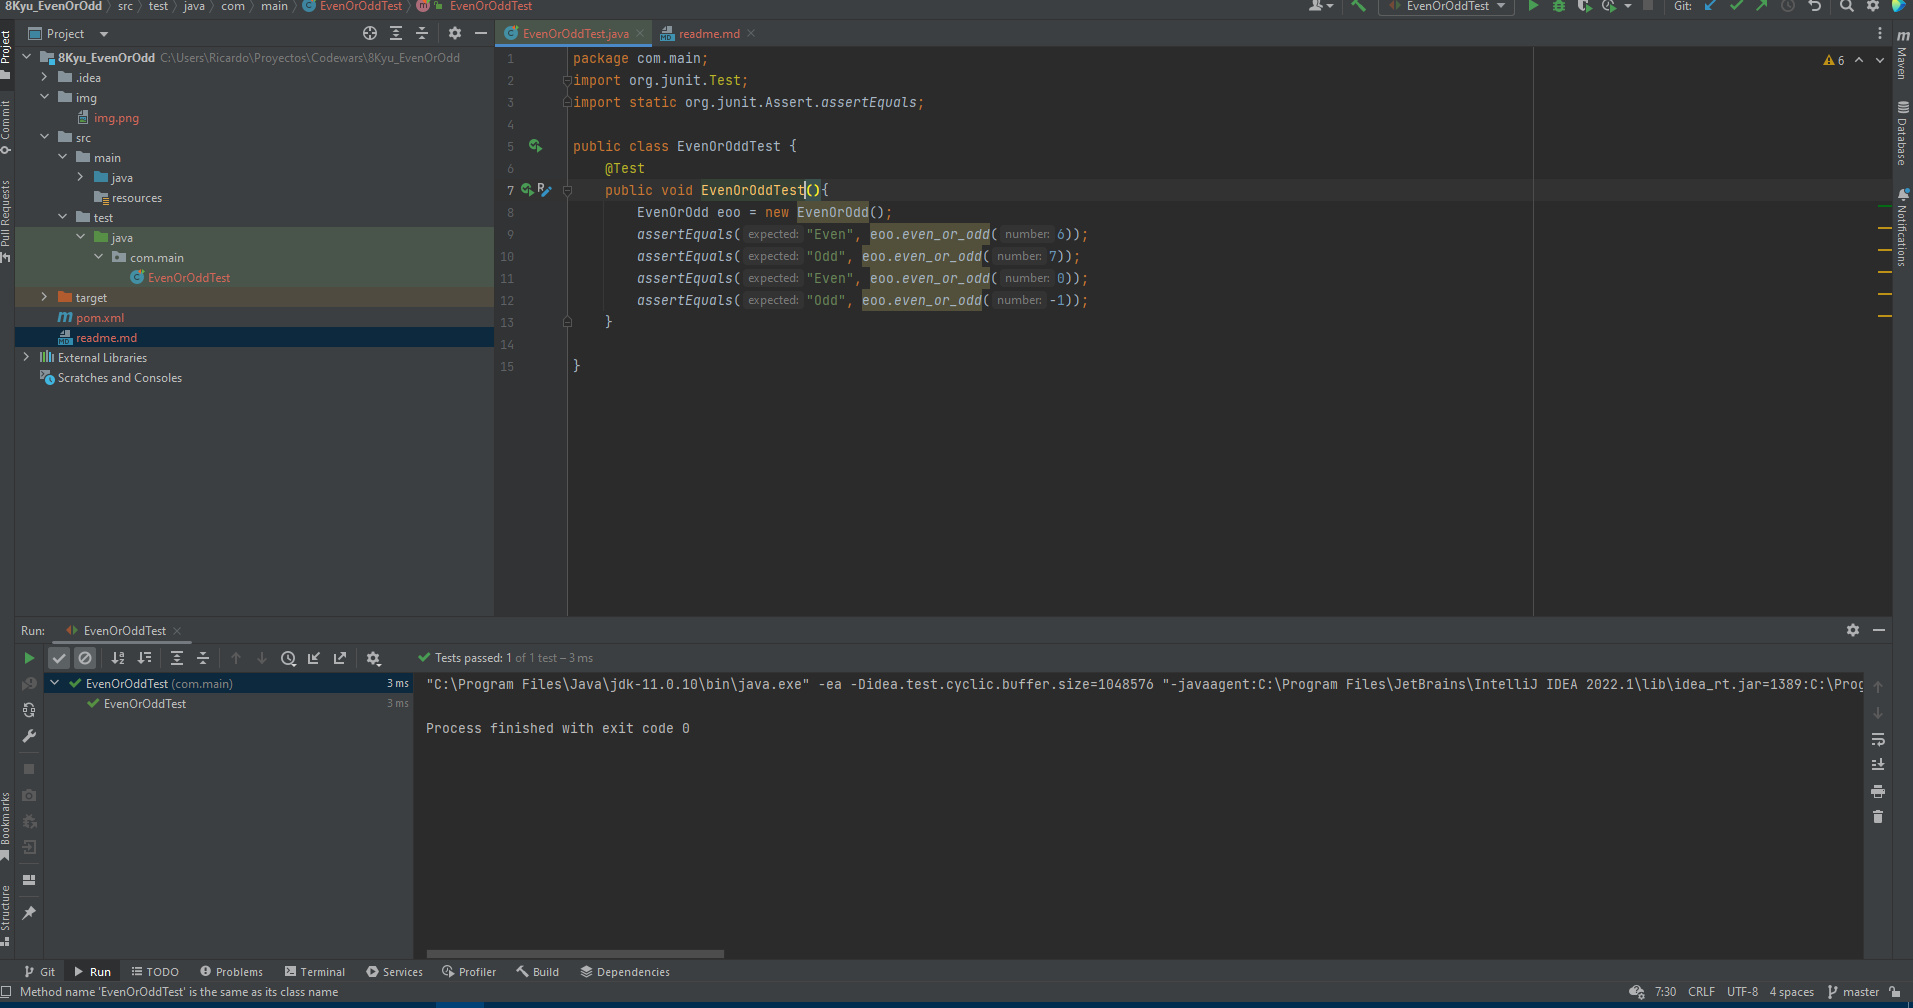 8Kyu_EvenOrOdd src test java com main EvenOrOddTest EvenOrOddTest
EvenOrOddTest Git:
Project
EvenOrOddTest.java readme.md
8Kyu_EvenOrOdd C:\Users\Ricardo\Proyectos\Codewars\8Kyu_EvenOrOdd
.idea
img
img.png
src
main
java
resources
test
java
com.main
EvenOrOddTest
target
pom.xml
readme.md
External Libraries
Scratches and Consoles
1 package com.main;
2 import org.junit.Test;
3 import static org.junit.Assert.assertEquals;
4
5 public class EvenOrOddTest {
6 @Test
7 public void EvenOrOddTest(){
8 EvenOrOdd eoo = new EvenOrOdd();
9 assertEquals( expected: "Even", eoo.even_or_odd( number: 6));
10 assertEquals( expected: "Odd", eoo.even_or_odd( number: 7));
11 assertEquals( expected: "Even", eoo.even_or_odd( number: 0));
12 assertEquals( expected: "Odd", eoo.even_or_odd( number: -1));
13 }
14
15 }
6
Project
Commit
Pull Requests
Bookmarks
Structure
m
Maven
Database
Notifications
Run: EvenOrOddTest
Tests passed: 1 of 1 test – 3 ms
EvenOrOddTest (com.main) 3 ms
EvenOrOddTest 3 ms
"C:\Program Files\Java\jdk-11.0.10\bin\java.exe" -ea -Didea.test.cyclic.buffer.size=1048576 "-javaagent:C:\Program Files\JetBrains\IntelliJ IDEA 2022.1\lib\idea_rt.jar=1389:C:\Prog
Process finished with exit code 0
Git Run TODO Problems Terminal Services Profiler Build Dependencies
Method name 'EvenOrOddTest' is the same as its class name
7:30 CRLF UTF-8 4 spaces master